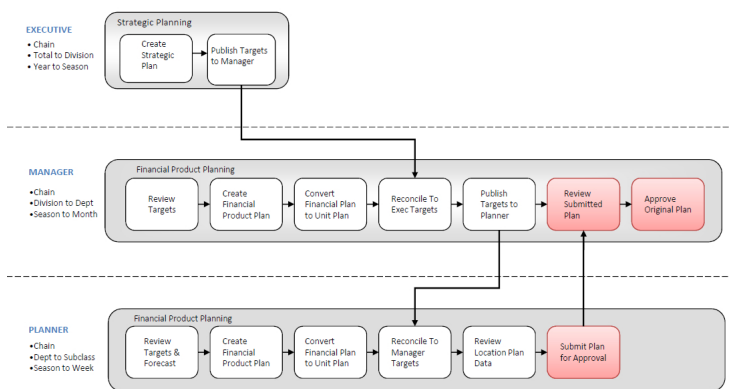 Strategic Planning
EXECUTIVE
• Chain
• Total to Division
• Year to Season
Create
Strategic
Plan
Publish Targets
to Manager
MANAGER
•Chain
•Division to Dept
•Season to Month
Financial Product Planning
Review
Targets
Create
Financial
Product Plan
Convert
Financial Plan
to Unit Plan
Reconcile To
Exec Targets
Publish
Targets to
Planner
Review
Submitted
Plan
Approve
Original Plan
PLANNER
•Chain
•Dept to Subclass
•Season to Week
Financial Product Planning
Review
Targets &
Forecast
Create
Financial
Product Plan
Convert
Financial Plan
to Unit Plan
Reconcile To
Manager
Targets
Review
Location Plan
Data
Submit Plan
for Approval